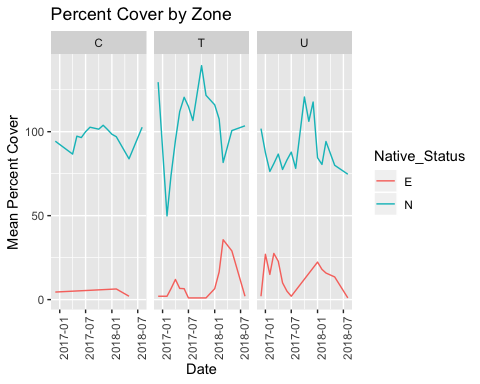 Percent Cover by Zone
C T U
Mean Percent Cover
100
50
0
Native_Status
E
N
2017-01 2017-07 2018-01 2018-07 2017-01 2017-07 2018-01 2018-07 2017-01 2017-07 2018-01 2018-07
Date